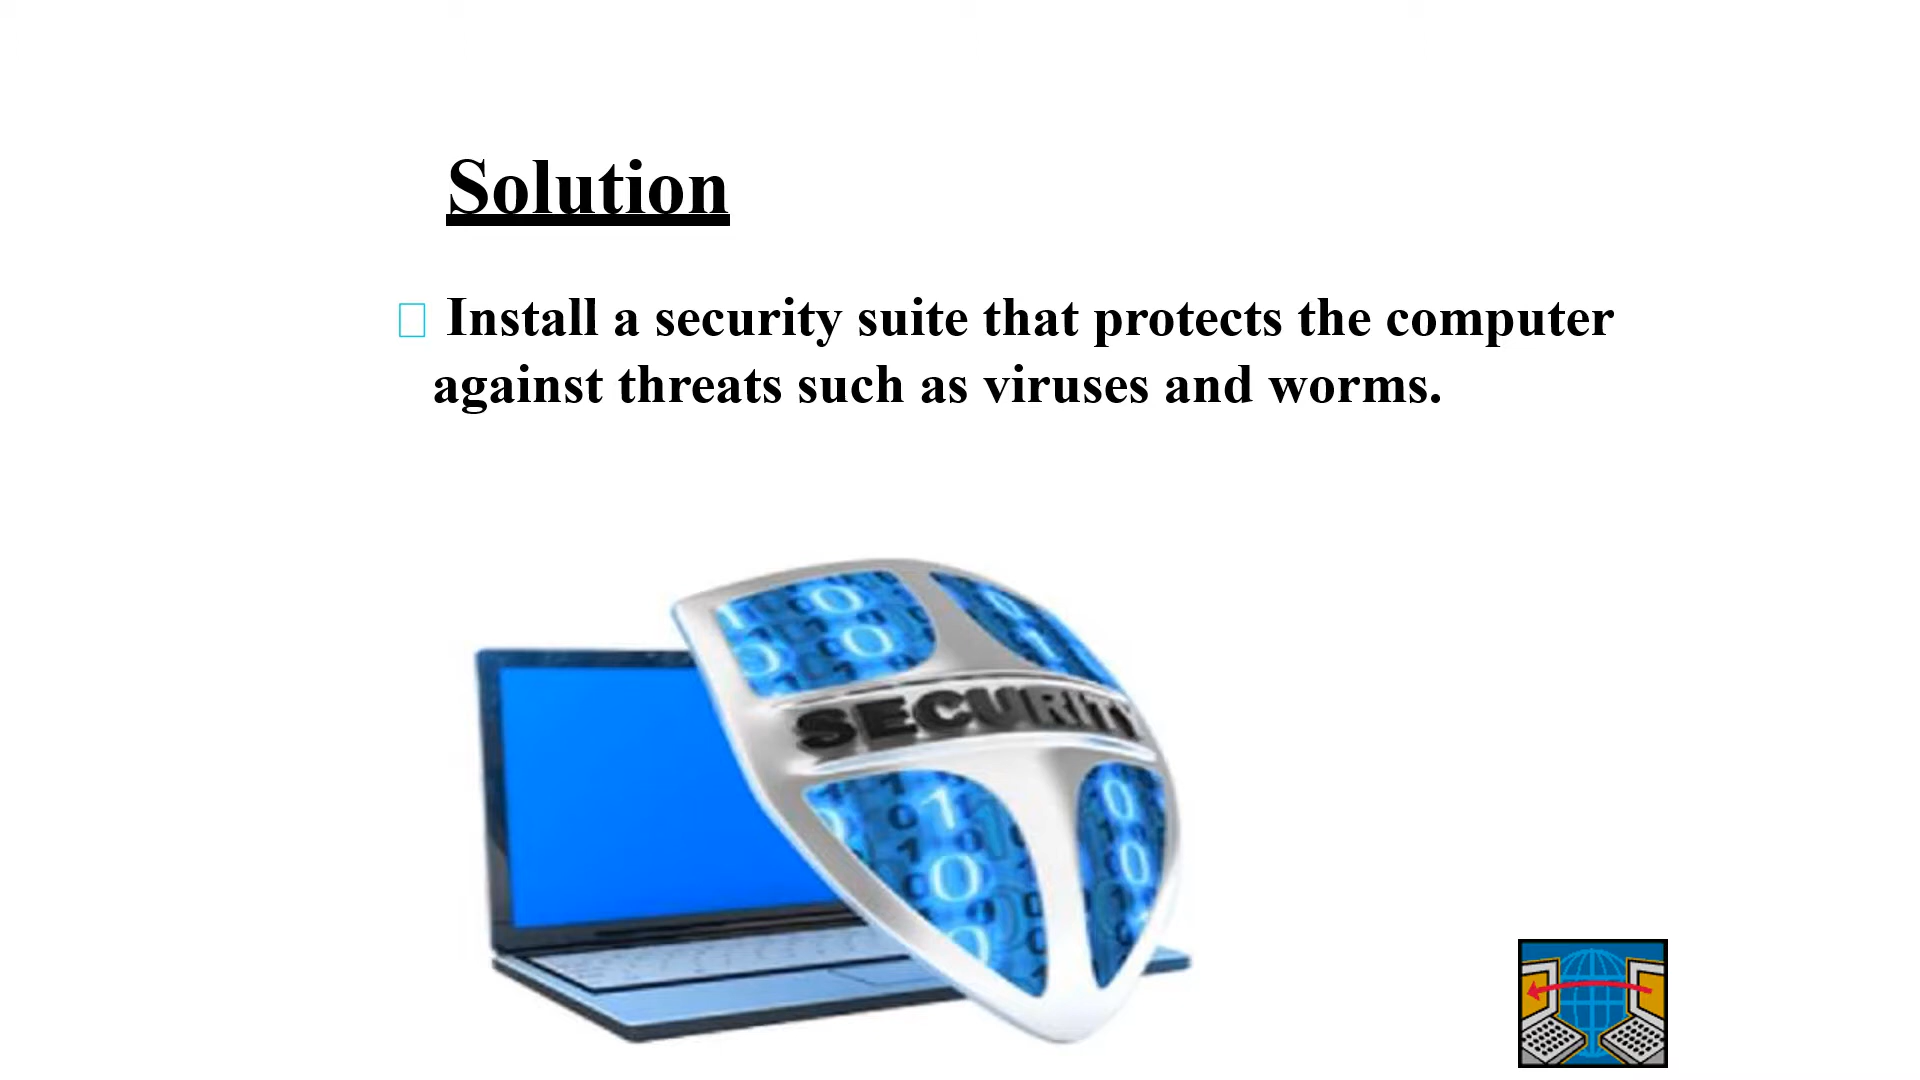 Solution
Install a security suite that protects the computer
against threats such as viruses and worms.
SECURITY